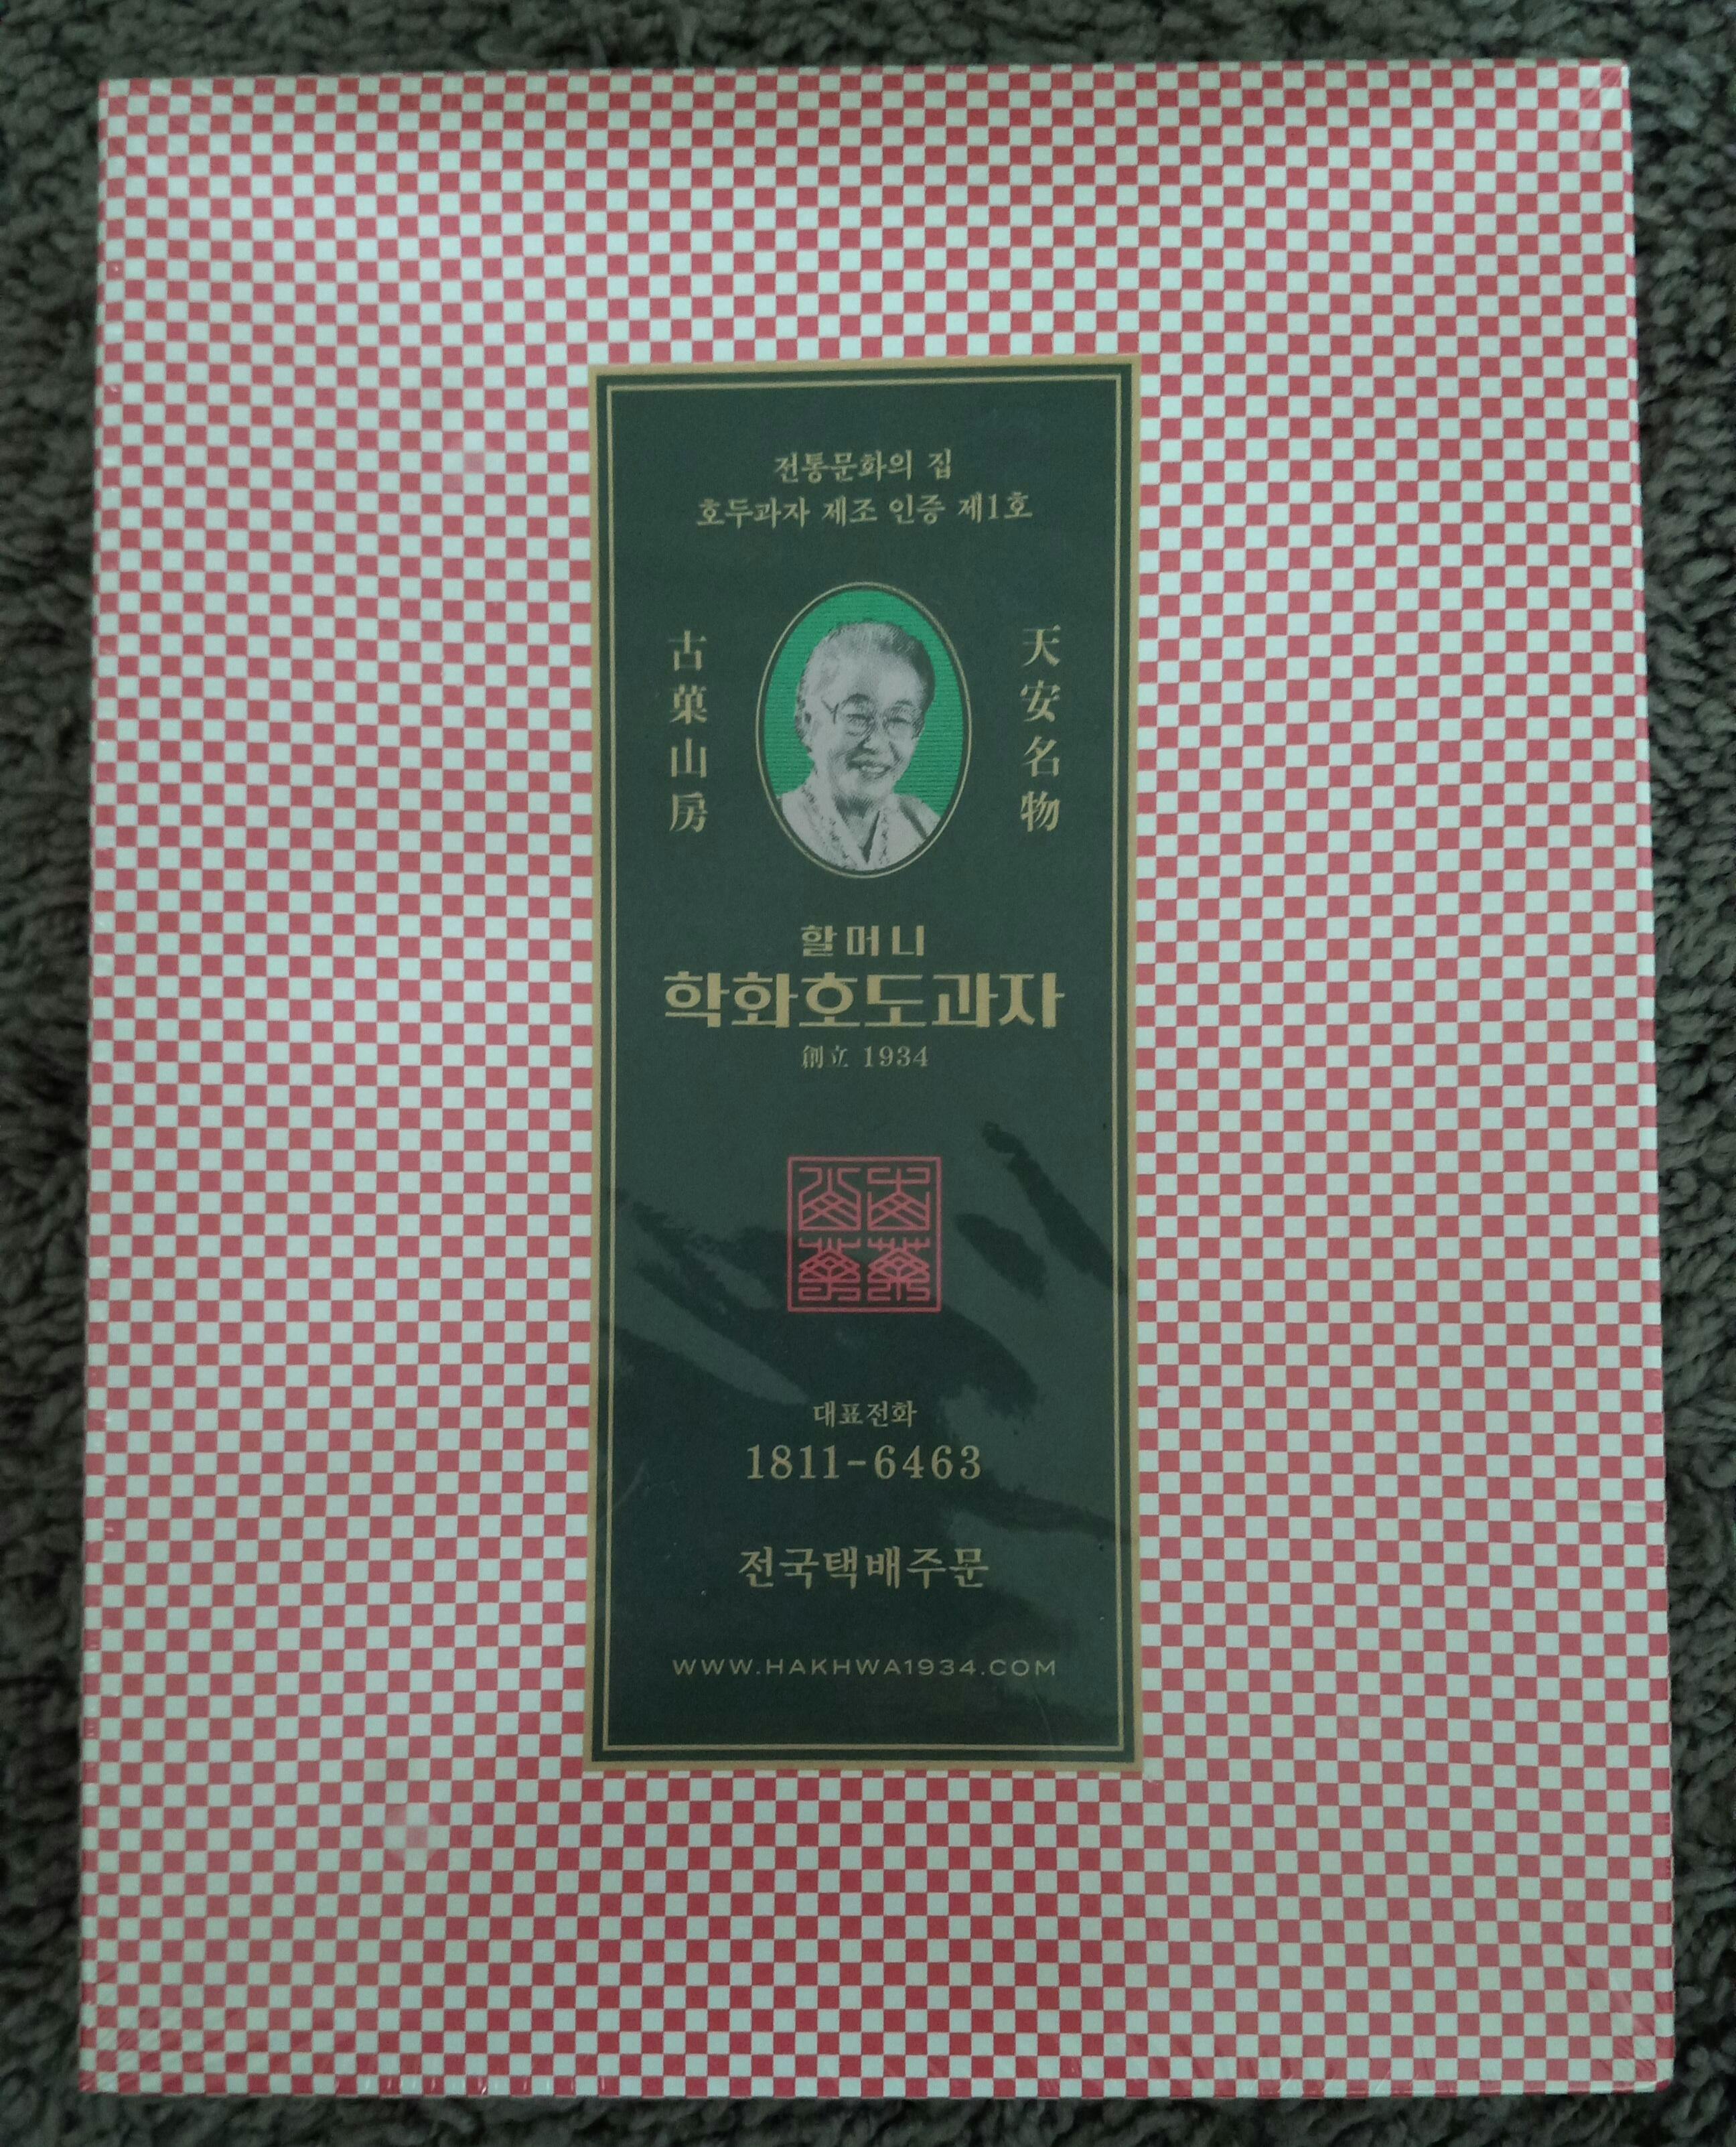 전통문화의 집
호두과자 제조 인증 제1호
天安名物
古菓山房
할머니
학화호도과자
創立 1934
대표전화
1811-6463
전국택배주문
WWW.HAKHWA1934.COM